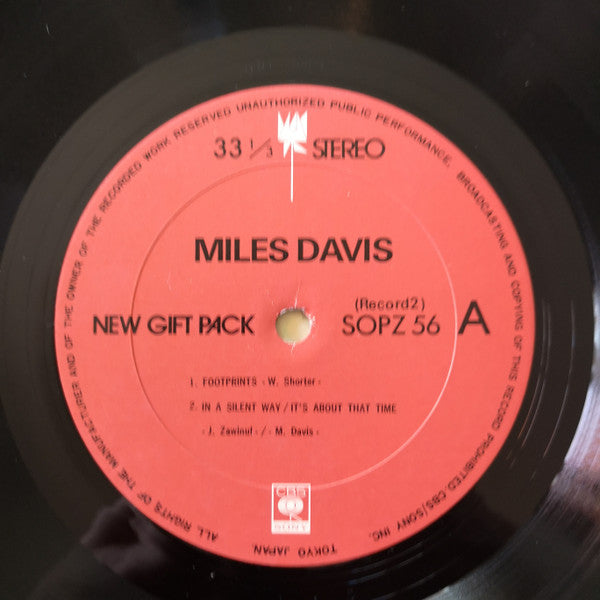 ALL RIGHTS OF THE MANUFACTURER AND OF THE OWNER OF THE RECORDED WORK RESERVED UNAUTHORIZED PUBLIC PERFORMANCE, BROADCASTING AND COPYING OF THIS RECORD PROHIBITED. CBS/SONY INC.
33 1/3 STEREO
MILES DAVIS
(Record2)
NEW GIFT PACK SOPZ 56 A
1. FOOTPRINTS - W. Shorter -
2. IN A SILENT WAY / IT'S ABOUT THAT TIME
- J. Zawinuf - / - M. Davis -
CBS
SONY
TOKYO JAPAN.